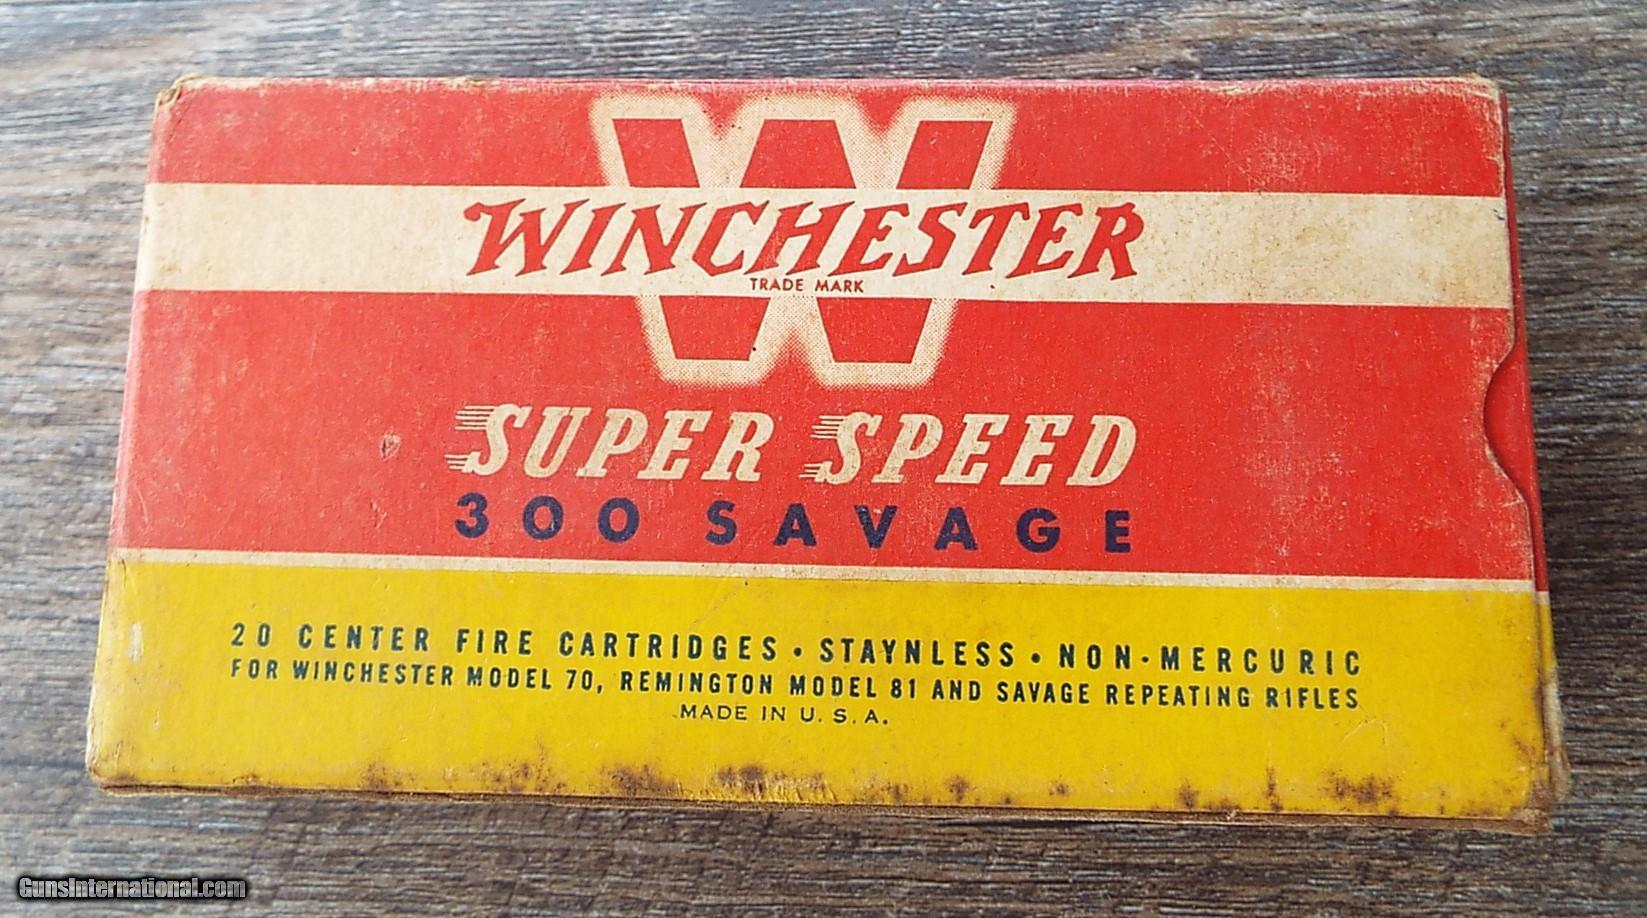 W
WINCHESTER
TRADE MARK
SUPER SPEED
300 SAVAGE
20 CENTER FIRE CARTRIDGES • STAYNLESS • NON-MERCURIC
FOR WINCHESTER MODEL 70, REMINGTON MODEL 81 AND SAVAGE REPEATING RIFLES
MADE IN U. S. A.
GunsInternational.com